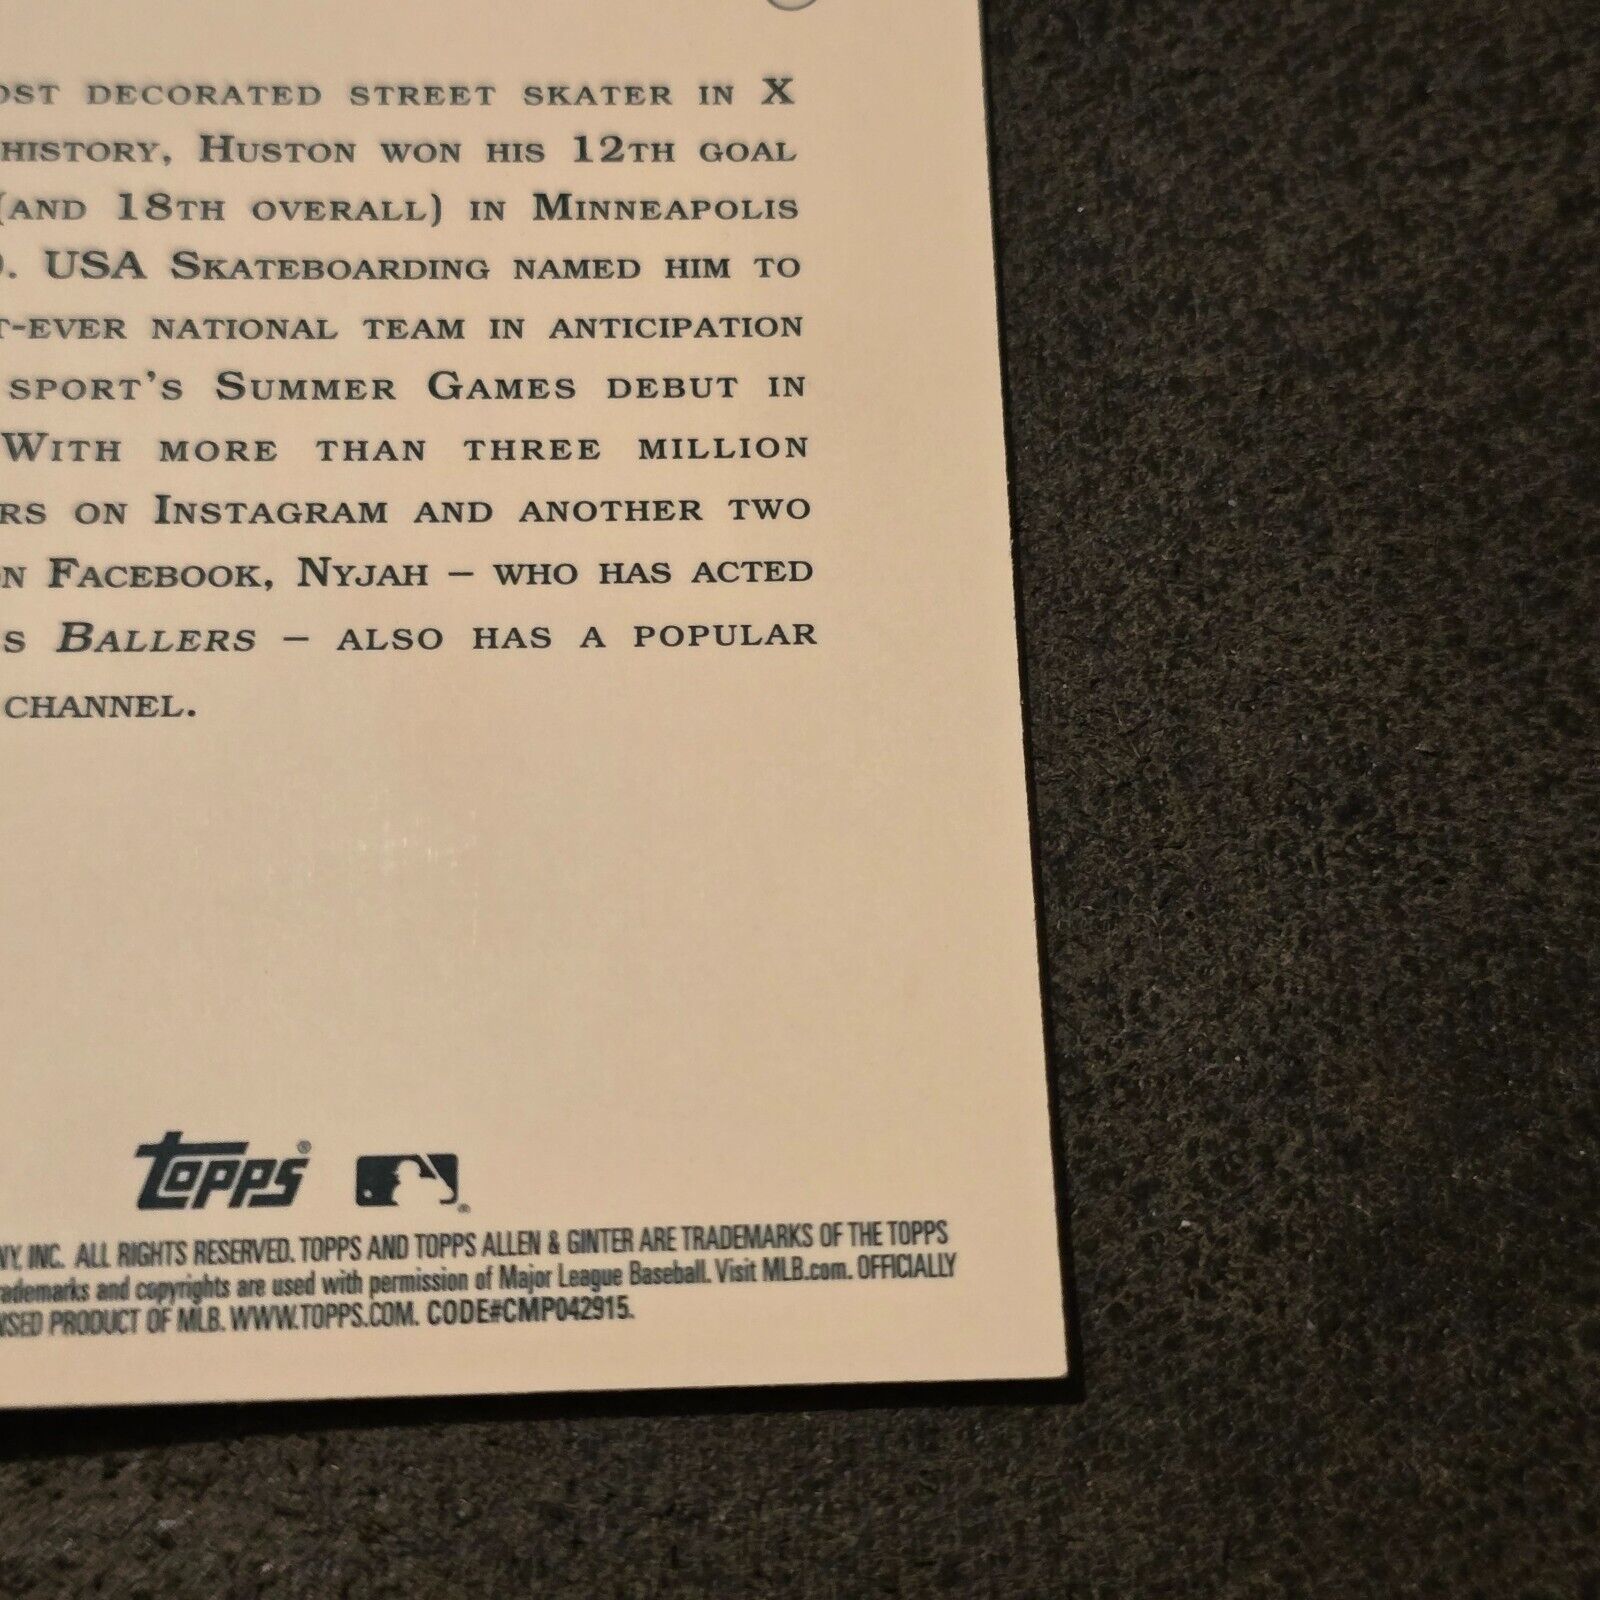 OST DECORATED STREET SKATER IN X
HISTORY, HUSTON WON HIS 12TH GOAL
(AND 18TH OVERALL) IN MINNEAPOLIS
. USA SKATEBOARDING NAMED HIM TO
T-EVER NATIONAL TEAM IN ANTICIPATION
SPORT'S SUMMER GAMES DEBUT IN
WITH MORE THAN THREE MILLION
RS ON INSTAGRAM AND ANOTHER TWO
ON FACEBOOK, NYJAH – WHO HAS ACTED
S BALLERS – ALSO HAS A POPULAR
CHANNEL.
TOPPS®
NY, INC. ALL RIGHTS RESERVED. TOPPS AND TOPPS ALLEN & GINTER ARE TRADEMARKS OF THE TOPPS
ademarks and copyrights are used with permission of Major League Baseball. Visit MLB.com. OFFICIALLY
NSED PRODUCT OF MLB. WWW.TOPPS.COM. CODE#CMP042915.